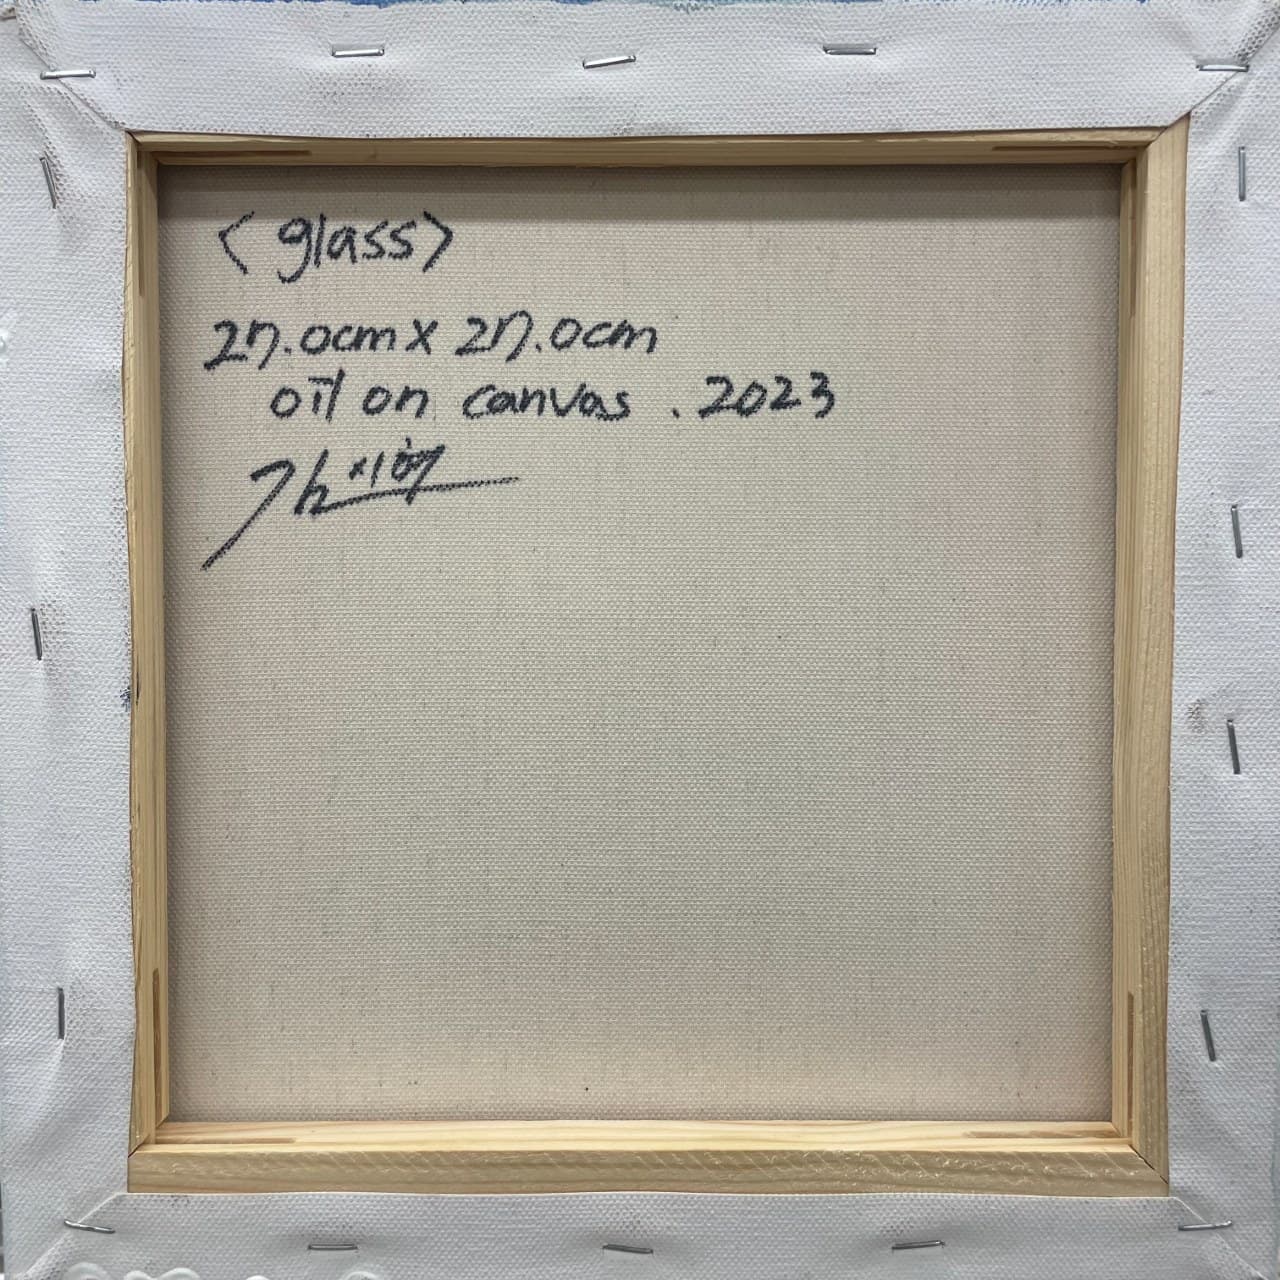 <glass>
27.0cm x 27.0cm
oil on canvas . 2023